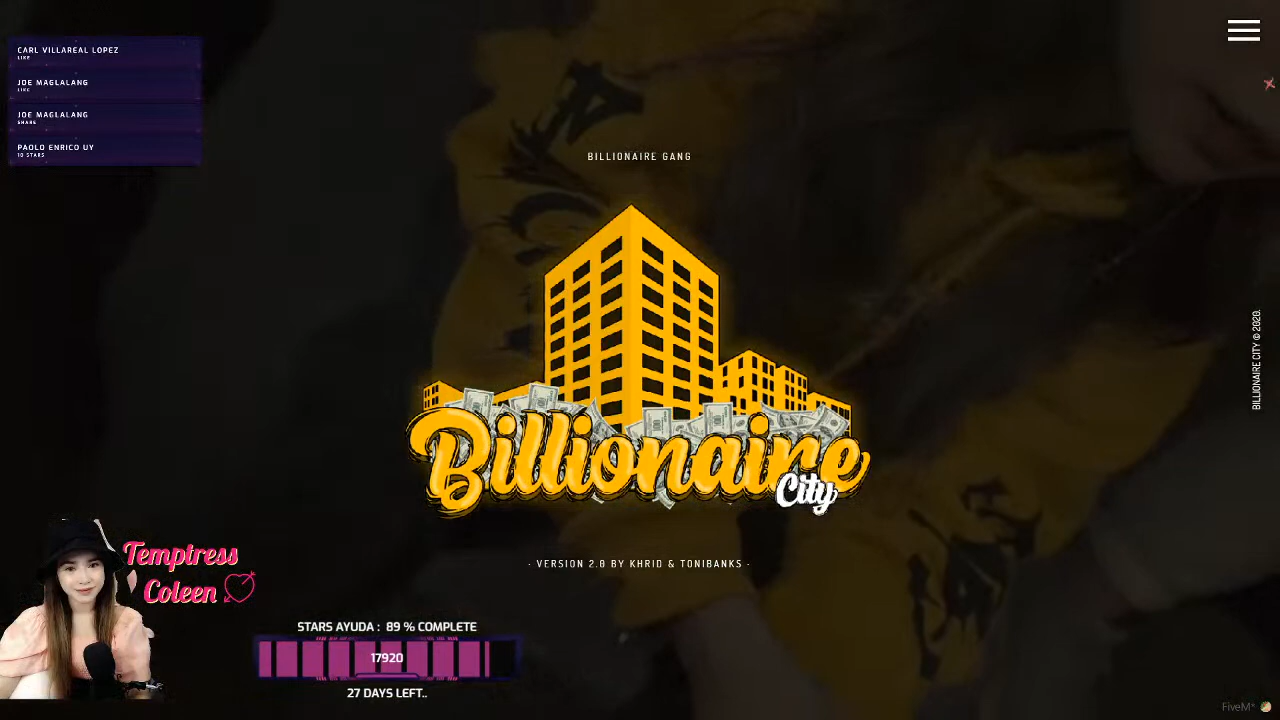 CARL VILLAREAL LOPEZ
LIKE
JOE MAGLALANG
LIKE
JOE MAGLALANG
SHARE
PAOLO ENRICO UY
10 STARS
BILLIONAIRE GANG
Billionaire
City
· VERSION 2.0 BY KHRID & TONIBANKS ·
BILLIONAIRE CITY © 2020.
Temptress
Coleen
STARS AYUDA : 89 % COMPLETE
17920
27 DAYS LEFT..
FiveM*